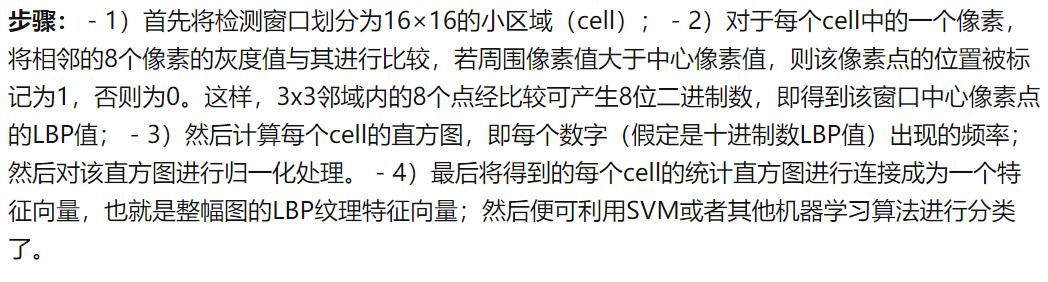 步骤： - 1）首先将检测窗口划分为16×16的小区域（cell）； - 2）对于每个cell中的一个像素，
将相邻的8个像素的灰度值与其进行比较，若周围像素值大于中心像素值，则该像素点的位置被标
记为1，否则为0。这样，3x3邻域内的8个点经比较可产生8位二进制数，即得到该窗口中心像素点
的LBP值； - 3）然后计算每个cell的直方图，即每个数字（假定是十进制数LBP值）出现的频率；
然后对该直方图进行归一化处理。 - 4）最后将得到的每个cell的统计直方图进行连接成为一个特
征向量，也就是整幅图的LBP纹理特征向量；然后便可利用SVM或者其他机器学习算法进行分类
了。